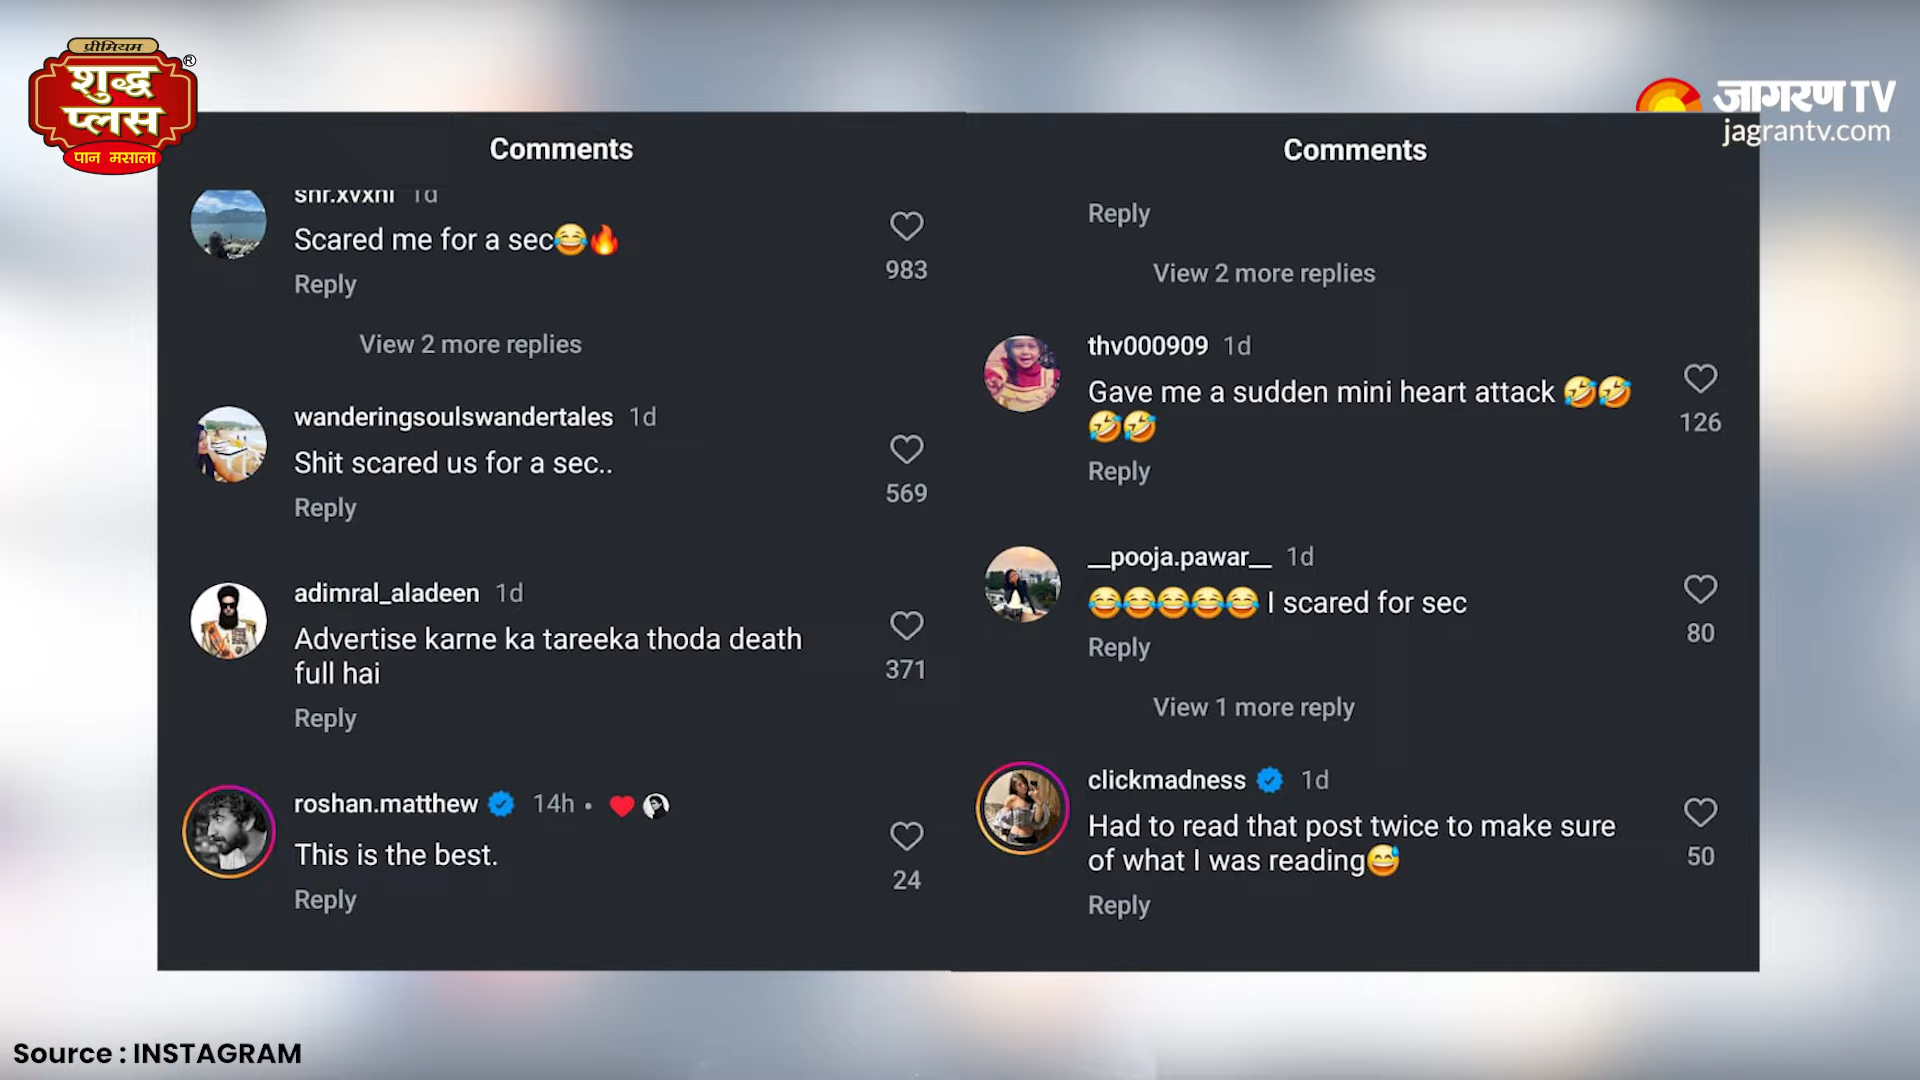 प्रीमियम
शुद्ध
प्लस
®
पान मसाला
जागरण TV
jagrantv.com
Comments
1d
Scared me for a sec😂🔥
983
Reply
View 2 more replies
wanderingsoulswandertales 1d
Shit scared us for a sec..
569
Reply
adimral_aladeen 1d
Advertise karne ka tareeka thoda death
full hai
371
Reply
roshan.matthew 14h •
This is the best.
24
Reply
Comments
Reply
View 2 more replies
thv000909 1d
Gave me a sudden mini heart attack 🤣🤣
🤣🤣
126
Reply
__pooja.pawar__ 1d
😂😂😂😂😂 I scared for sec
80
Reply
View 1 more reply
clickmadness 1d
Had to read that post twice to make sure
of what I was reading😅
50
Reply
Source : INSTAGRAM